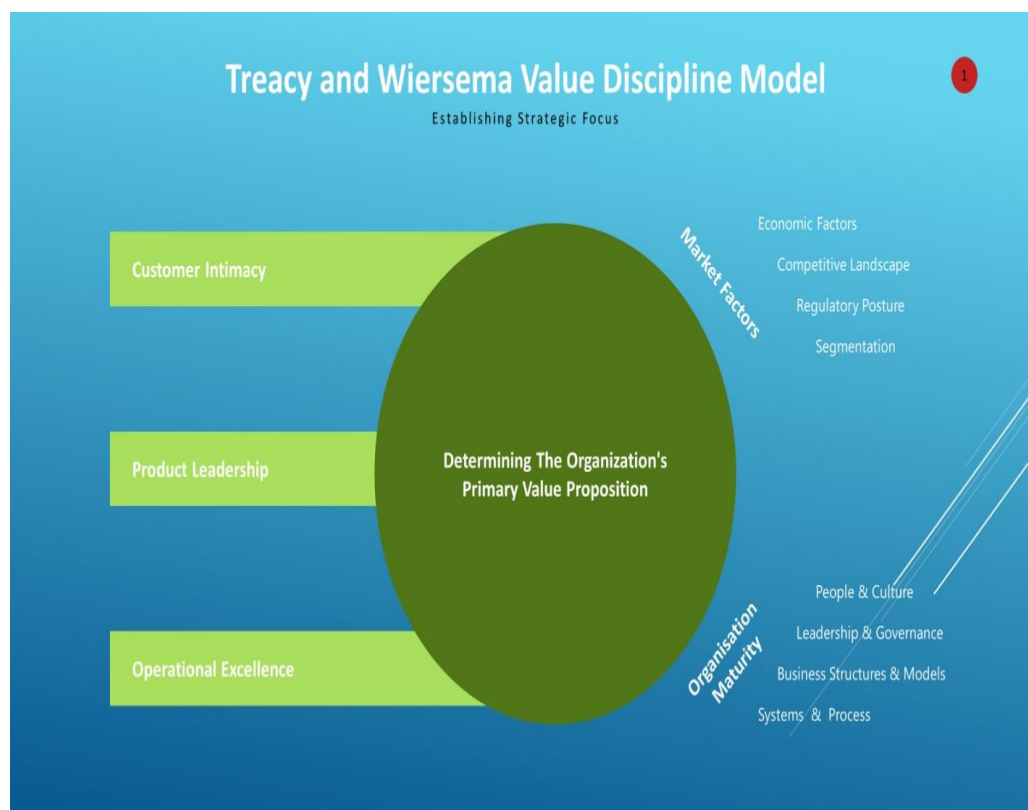 Treacy and Wiersema Value Discipline Model
1
Establishing Strategic Focus
Customer Intimacy
Product Leadership
Operational Excellence
Determining The Organization's
Primary Value Proposition
Market Factors
Economic Factors
Competitive Landscape
Regulatory Posture
Segmentation
Organisation
Maturity
People & Culture
Leadership & Governance
Business Structures & Models
Systems & Process